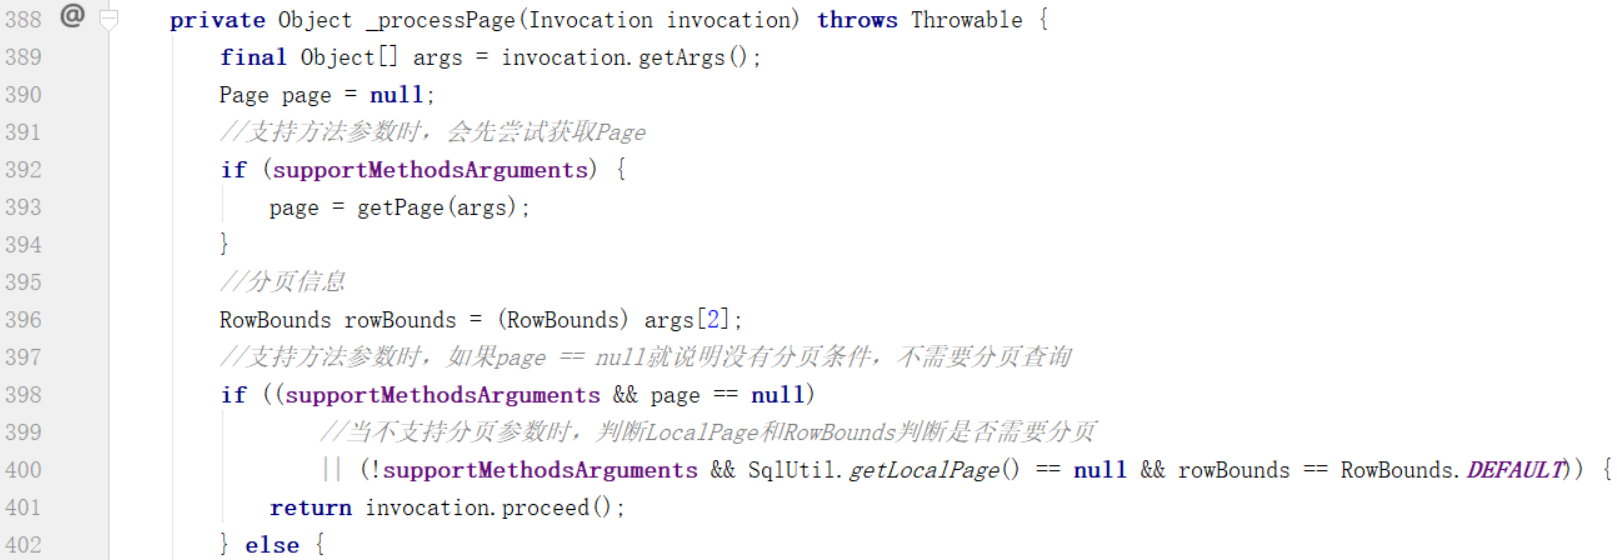 388 @ private Object _processPage(Invocation invocation) throws Throwable {
389 final Object[] args = invocation.getArgs();
390 Page page = null;
391 //支持方法参数时，会先尝试获取Page
392 if (supportMethodsArguments) {
393 page = getPage(args);
394 }
395 //分页信息
396 RowBounds rowBounds = (RowBounds) args[2];
397 //支持方法参数时，如果page == null就说明没有分页条件，不需要分页查询
398 if ((supportMethodsArguments && page == null)
399 //当不支持分页参数时，判断LocalPage和RowBounds判断是否需要分页
400 || (!supportMethodsArguments && SqlUtil.getLocalPage() == null && rowBounds == RowBounds.DEFAULT)) {
401 return invocation.proceed();
402 } else {